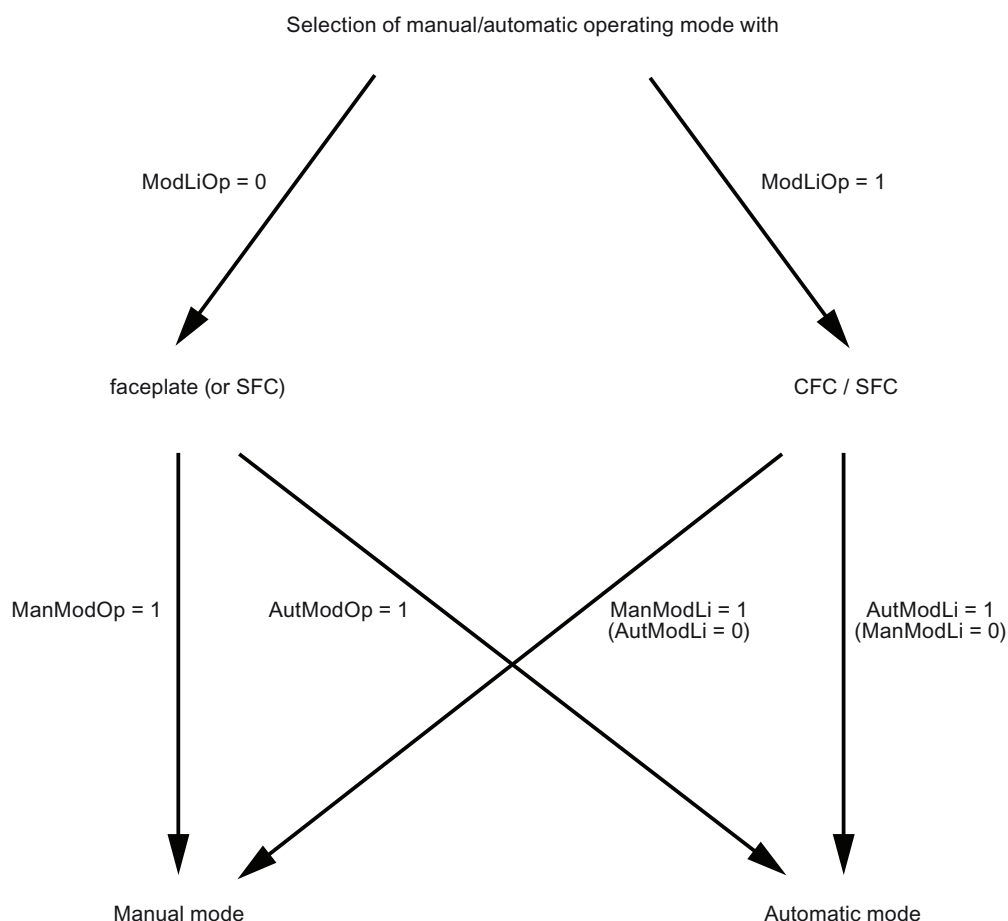 Selection of manual/automatic operating mode with
ModLiOp = 0
ModLiOp = 1
faceplate (or SFC)
CFC / SFC
ManModOp = 1
AutModOp = 1
ManModLi = 1
(AutModLi = 0)
AutModLi = 1
(ManModLi = 0)
Manual mode
Automatic mode